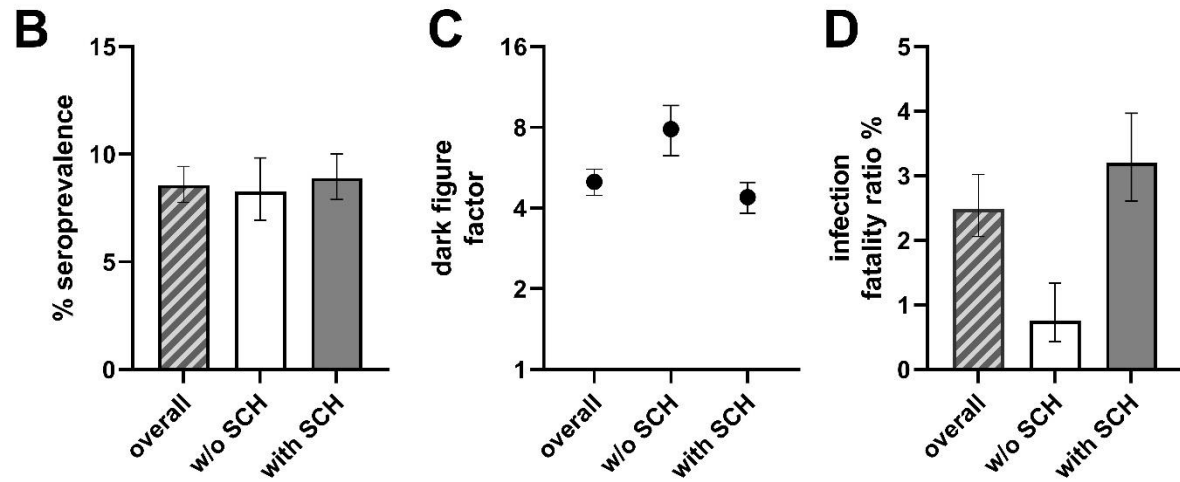 B
% seroprevalence
15
10
5
0
overall
w/o SCH
with SCH
C
dark figure
factor
16
8
4
2
1
overall
w/o SCH
with SCH
D
infection
fatality ratio %
5
4
3
2
1
0
overall
w/o SCH
with SCH